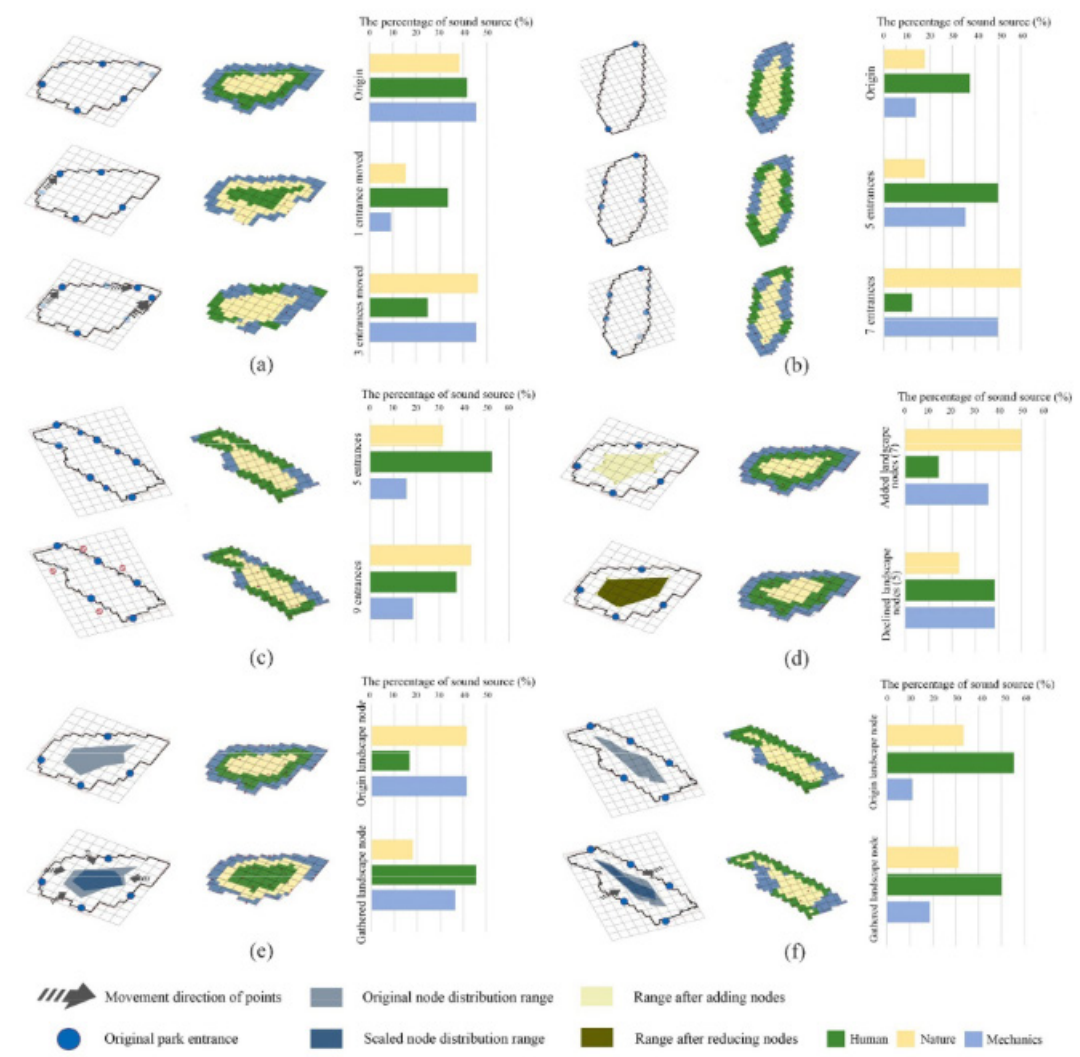 The percentage of sound source (%)
0 10 20 30 40 50
Origin
1 entrance moved
3 entrances moved
(a)
The percentage of sound source (%)
0 10 20 30 40 50 60
Origin
5 entrances
7 entrances
(b)
The percentage of sound source (%)
0 10 20 30 40 50 60
5 entrances
9 entrances
(c)
The percentage of sound source (%)
0 10 20 30 40 50 60
Added landscape
nodes (7)
Declined landscape
nodes (5)
(d)
The percentage of sound source (%)
0 10 20 30 40 50
Origin landscape node
Gathered landscape node
(e)
The percentage of sound source (%)
0 10 20 30 40 50 60
Origin landscape node
Gathered landscape node
(f)
Movement direction of points
Original node distribution range
Range after adding nodes
Original park entrance
Scaled node distribution range
Range after reducing nodes
Human
Nature
Mechanics